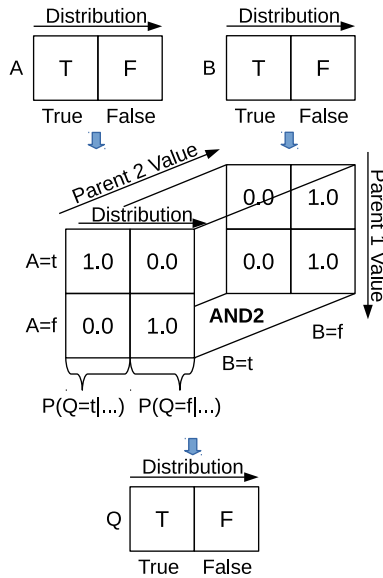 Distribution Distribution
A T F B T F
True False True False
Parent 2 Value
Parent 1 Value
0.0 1.0
Distribution
A=t 1.0 0.0 0.0 1.0
A=f 0.0 1.0 AND2
B=f
B=t
P(Q=t|...) P(Q=f|...)
Distribution
Q T F
True False